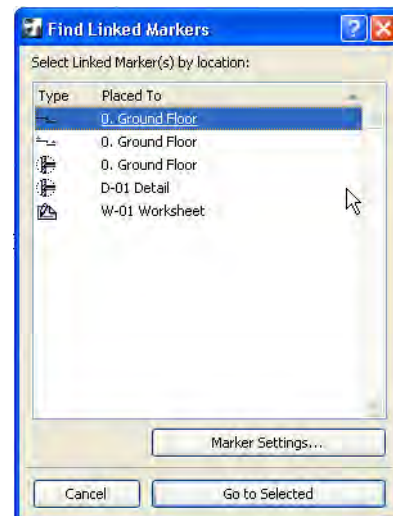 Find Linked Markers
Select Linked Marker(s) by location:
Type Placed To
0. Ground Floor
0. Ground Floor
0. Ground Floor
D-01 Detail
W-01 Worksheet
Marker Settings...
Cancel Go to Selected